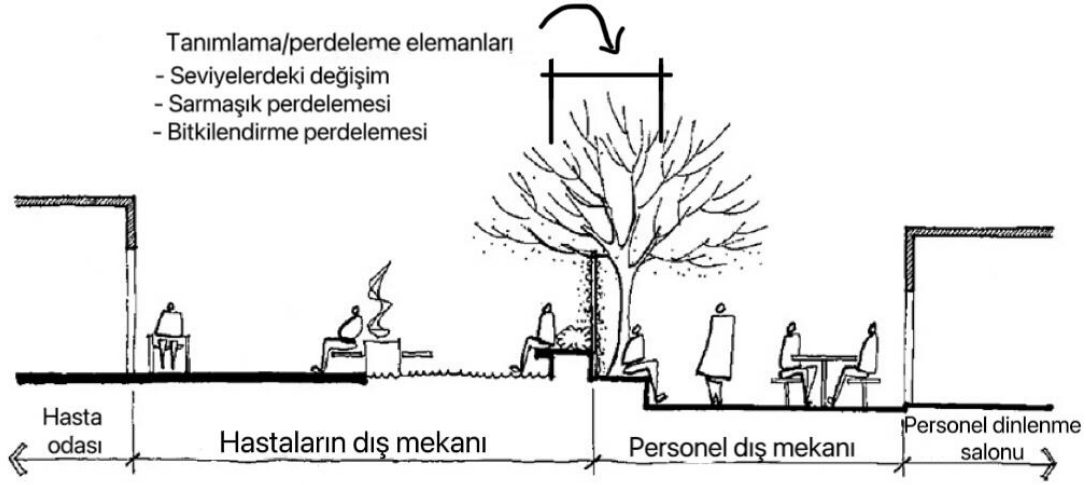 Tanımlama/perdeleme elemanları
- Seviyelerdeki değişim
- Sarmaşık perdelemesi
- Bitkilendirme perdelemesi
Hasta
odası
Hastaların dış mekanı
Personel dış mekanı
Personel dinlenme
salonu